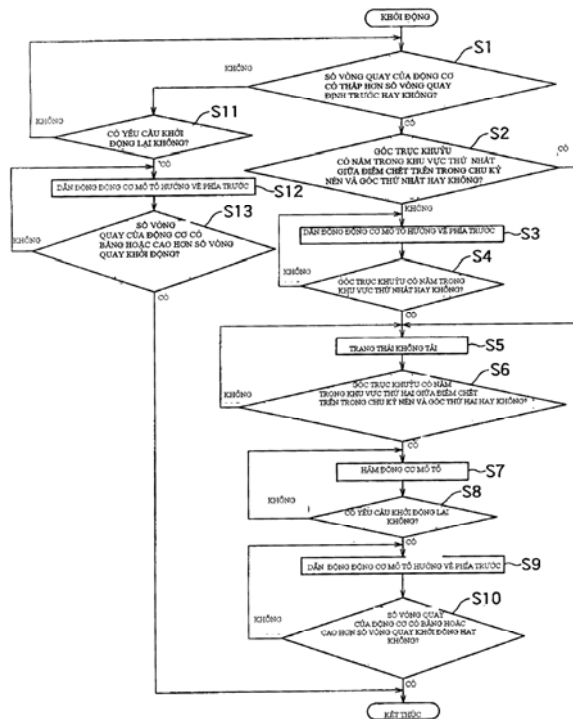 KHỞI ĐỘNG
S1
KHÔNG
SỐ VÒNG QUAY CỦA ĐỘNG CƠ
CÓ THẤP HƠN SỐ VÒNG QUAY
ĐỊNH TRƯỚC HAY KHÔNG?
CÓ
S11
KHÔNG
CÓ YÊU CẦU KHỞI
ĐỘNG LẠI KHÔNG?
CÓ
S2
GÓC TRỤC KHUỶU
CÓ NẰM TRONG KHU VỰC THỨ NHẤT
GIỮA ĐIỂM CHẾT TRÊN TRONG CHU KỲ
NÉN VÀ GÓC THỨ NHẤT HAY KHÔNG?
CÓ
KHÔNG
DẪN ĐỘNG ĐỘNG CƠ MÔ TÔ HƯỚNG VỀ PHÍA TRƯỚC
S12
S13
KHÔNG
SỐ VÒNG
QUAY CỦA ĐỘNG CƠ CÓ
BẰNG HOẶC CAO HƠN SỐ VÒNG
QUAY KHỞI ĐỘNG?
CÓ
DẪN ĐỘNG ĐỘNG CƠ MÔ TÔ HƯỚNG VỀ PHÍA TRƯỚC
S3
S4
KHÔNG
GÓC TRỤC KHUỶU CÓ NẰM TRONG
KHU VỰC THỨ NHẤT HAY KHÔNG?
CÓ
TRẠNG THÁI KHÔNG TẢI
S5
S6
KHÔNG
GÓC TRỤC KHUỶU CÓ NẰM
TRONG KHU VỰC THỨ HAI GIỮA ĐIỂM CHẾT
TRÊN TRONG CHU KỲ NÉN VÀ GÓC THỨ HAI HAY KHÔNG?
CÓ
HÃM ĐỘNG CƠ MÔ TÔ
S7
S8
KHÔNG
CÓ YÊU CẦU KHỞI ĐỘNG LẠI
KHÔNG?
CÓ
DẪN ĐỘNG ĐỘNG CƠ MÔ TÔ HƯỚNG VỀ PHÍA TRƯỚC
S9
S10
KHÔNG
SỐ VÒNG QUAY
CỦA ĐỘNG CƠ CÓ BẰNG HOẶC
CAO HƠN SỐ VÒNG QUAY KHỞI ĐỘNG HAY
KHÔNG?
CÓ
KẾT THÚC